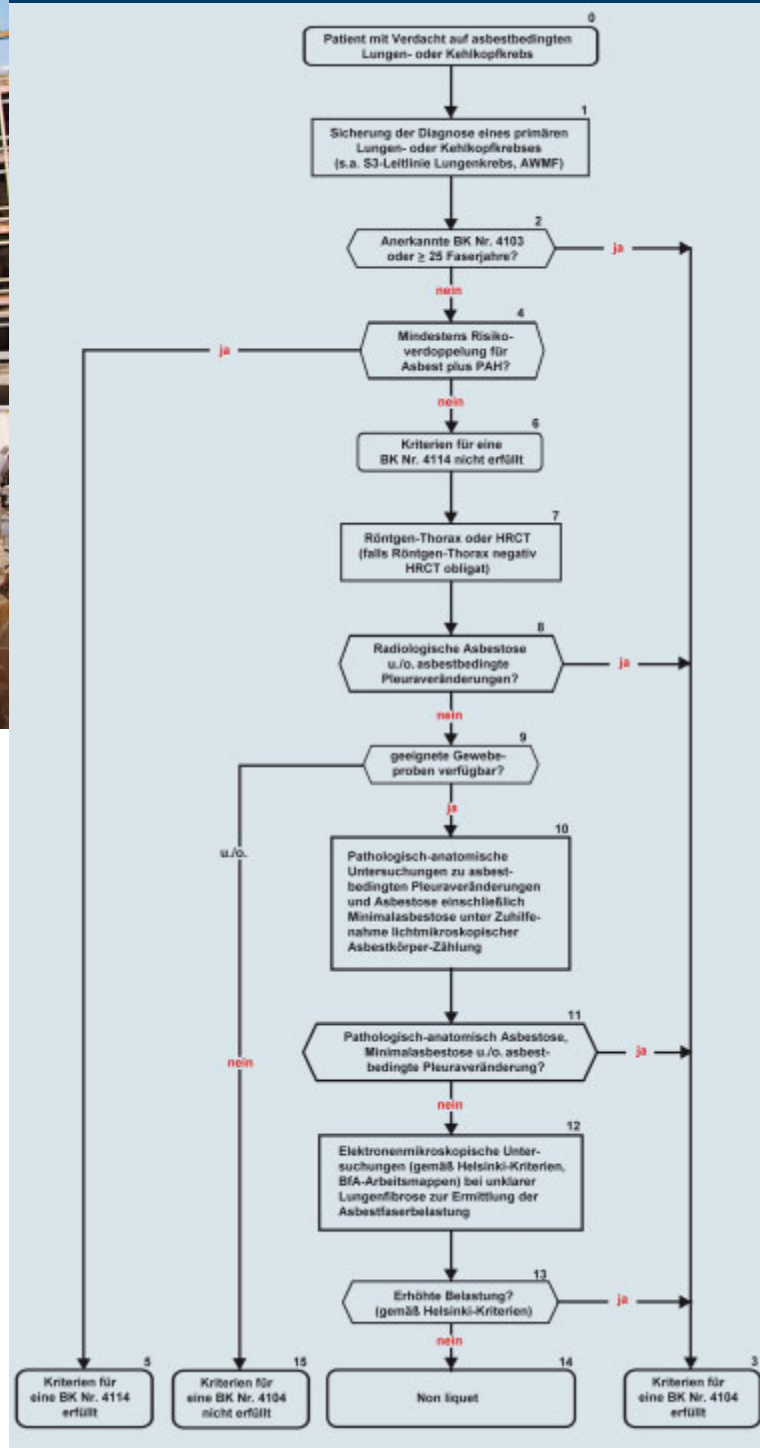 0
Patient mit Verdacht auf asbestbedingten
Lungen- oder Kehlkopfkrebs
1
Sicherung der Diagnose eines primären
Lungen- oder Kehlkopfkrebses
(s.a. S3-Leitlinie Lungenkrebs, AWMF)
2
Anerkannte BK Nr. 4103
oder ≥ 25 Faserjahre?
ja
nein
4
Mindestens Risiko-
verdoppelung für
Asbest plus PAH?
ja
nein
6
Kriterien für eine
BK Nr. 4114 nicht erfüllt
7
Röntgen-Thorax oder HRCT
(falls Röntgen-Thorax negativ
HRCT obligat)
8
Radiologische Asbestose
u./o. asbestbedingte
Pleuraveränderungen?
ja
nein
9
geeignete Gewebe-
proben verfügbar?
ja
u./o.
10
Pathologisch-anatomische
Untersuchungen zu asbest-
bedingten Pleuraveränderungen
und Asbestose einschließlich
Minimalasbestose unter Zuhilfe-
nahme lichtmikroskopischer
Asbestkörper-Zählung
11
Pathologisch-anatomisch Asbestose,
Minimalasbestose u./o. asbest-
bedingte Pleuraveränderung?
ja
nein
nein
12
Elektronenmikroskopische Unter-
suchungen (gemäß Helsinki-Kriterien,
BfA-Arbeitsmappen) bei unklarer
Lungenfibrose zur Ermittlung der
Asbestfaserbelastung
13
Erhöhte Belastung?
(gemäß Helsinki-Kriterien)
ja
nein
5
Kriterien für
eine BK Nr. 4114
erfüllt
15
Kriterien für
eine BK Nr. 4104
nicht erfüllt
14
Non liquet
3
Kriterien für
eine BK Nr. 4104
erfüllt